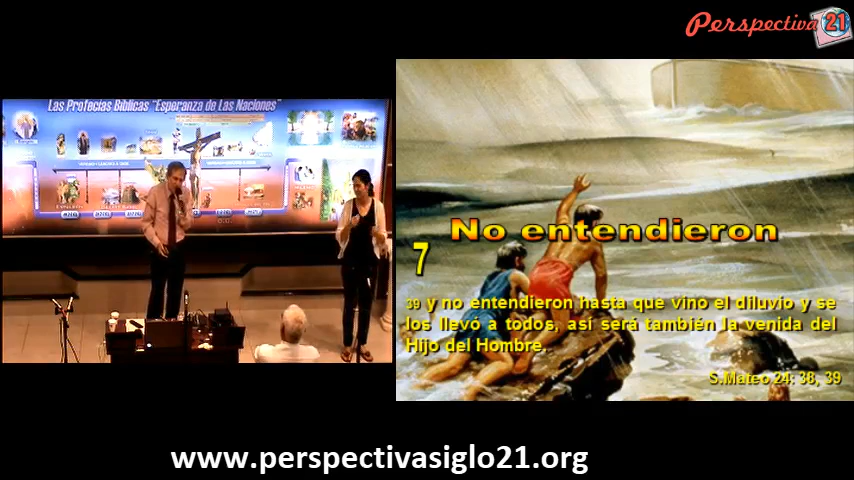 Perspectiva 21
Las Profecías Bíblicas "Esperanza de Las Naciones"
No entendieron
7
39 y no entendieron hasta que vino el diluvio y se
los llevó a todos, así será también la venida del
Hijo del Hombre.
S.Mateo 24: 38, 39
www.perspectivasiglo21.org